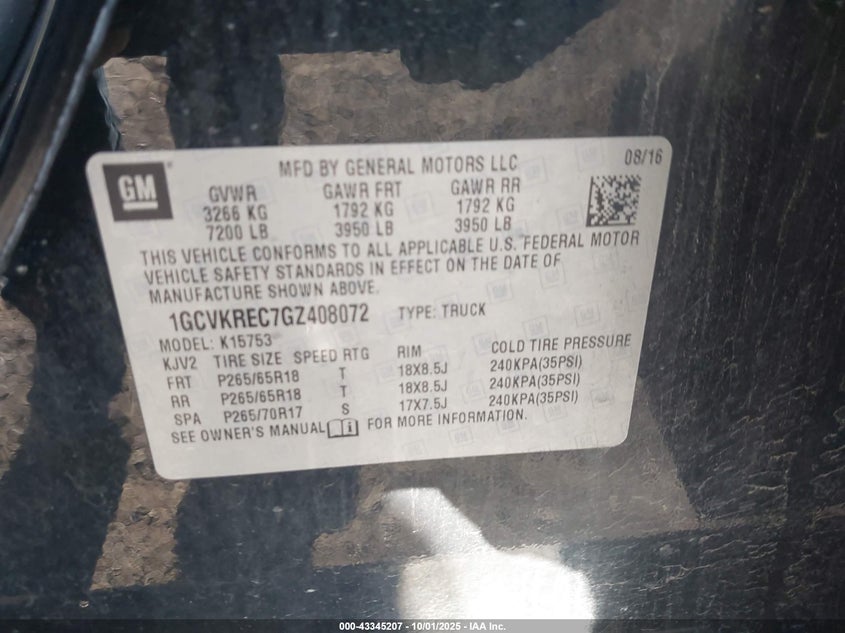 GM
MFD BY GENERAL MOTORS LLC
08/16
GVWR GAWR FRT GAWR RR
3266 KG 1792 KG 1792 KG
7200 LB 3950 LB 3950 LB
THIS VEHICLE CONFORMS TO ALL APPLICABLE U.S. FEDERAL MOTOR
VEHICLE SAFETY STANDARDS IN EFFECT ON THE DATE OF
MANUFACTURE SHOWN ABOVE.
1GCVKREC7GZ408072 TYPE: TRUCK
MODEL: K15753
KJV2 TIRE SIZE SPEED RTG RIM COLD TIRE PRESSURE
FRT P265/65R18 T 18X8.5J 240KPA(35PSI)
RR P265/65R18 T 18X8.5J 240KPA(35PSI)
SPA P265/70R17 S 17X7.5J 240KPA(35PSI)
SEE OWNER'S MANUAL FOR MORE INFORMATION.
000-43345207 - 10/01/2025 - IAA Inc.